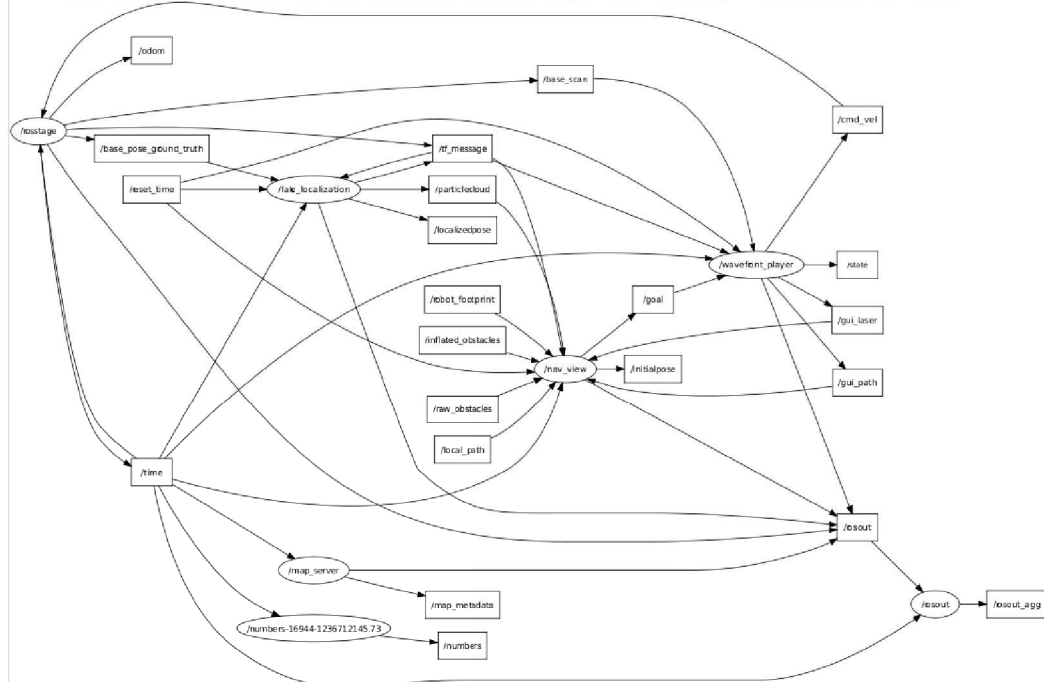 /odom
/base_scan
/cmd_vel
/rosstage
/base_pose_ground_truth
/tf_message
/reset_time
/fake_localization
/particlecloud
/localizedpose
/wavefront_player
/state
/robot_footprint
/goal
/gui_laser
/inflated_obstacles
/nav_view
/initialpose
/gui_path
/raw_obstacles
/local_path
/time
/rosout
/map_server
/map_metadata
/rosout
/rosout_agg
/numbers-16944-1236712145.73
/numbers